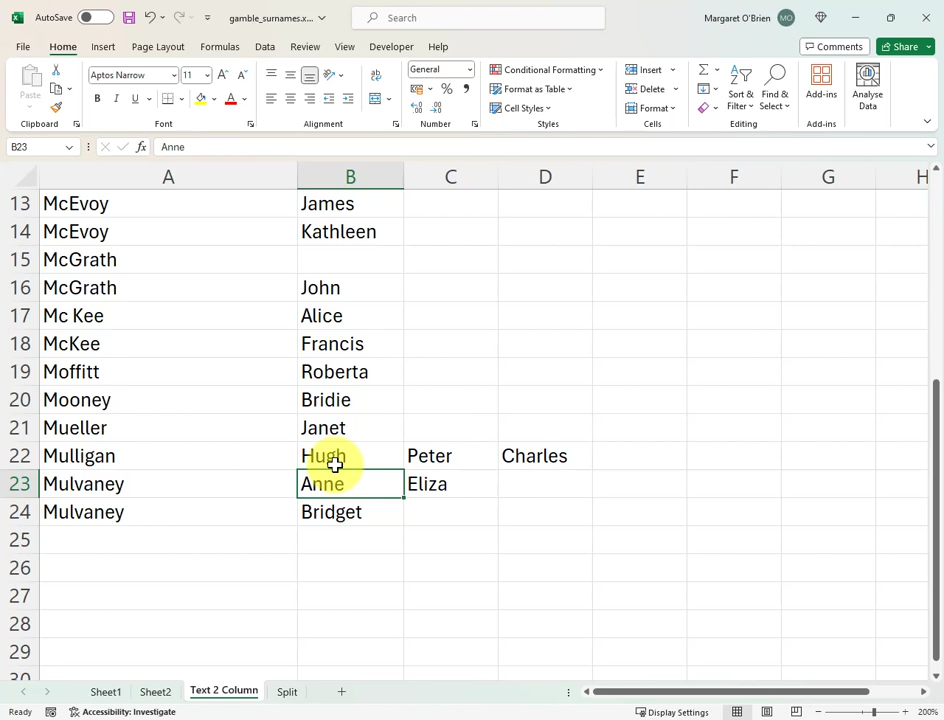 AutoSave gamble_surnames.x... Search Margaret O'Brien MO
File Home Insert Page Layout Formulas Data Review View Developer Help Comments Share
Paste Aptos Narrow 11 A A General Conditional Formatting Insert Sort & Filter Find & Select Add-ins Analyse Data
B I U A % , Format as Table Delete
Cell Styles Format
Clipboard Font Alignment Number Styles Cells Editing Add-ins
B23 fx Anne
A B C D E F G H
13 McEvoy James
14 McEvoy Kathleen
15 McGrath
16 McGrath John
17 Mc Kee Alice
18 McKee Francis
19 Moffitt Roberta
20 Mooney Bridie
21 Mueller Janet
22 Mulligan Hugh Peter Charles
23 Mulvaney Anne Eliza
24 Mulvaney Bridget
25
26
27
28
29
30
Sheet1 Sheet2 Text 2 Column Split
Ready Accessibility: Investigate Display Settings 200%